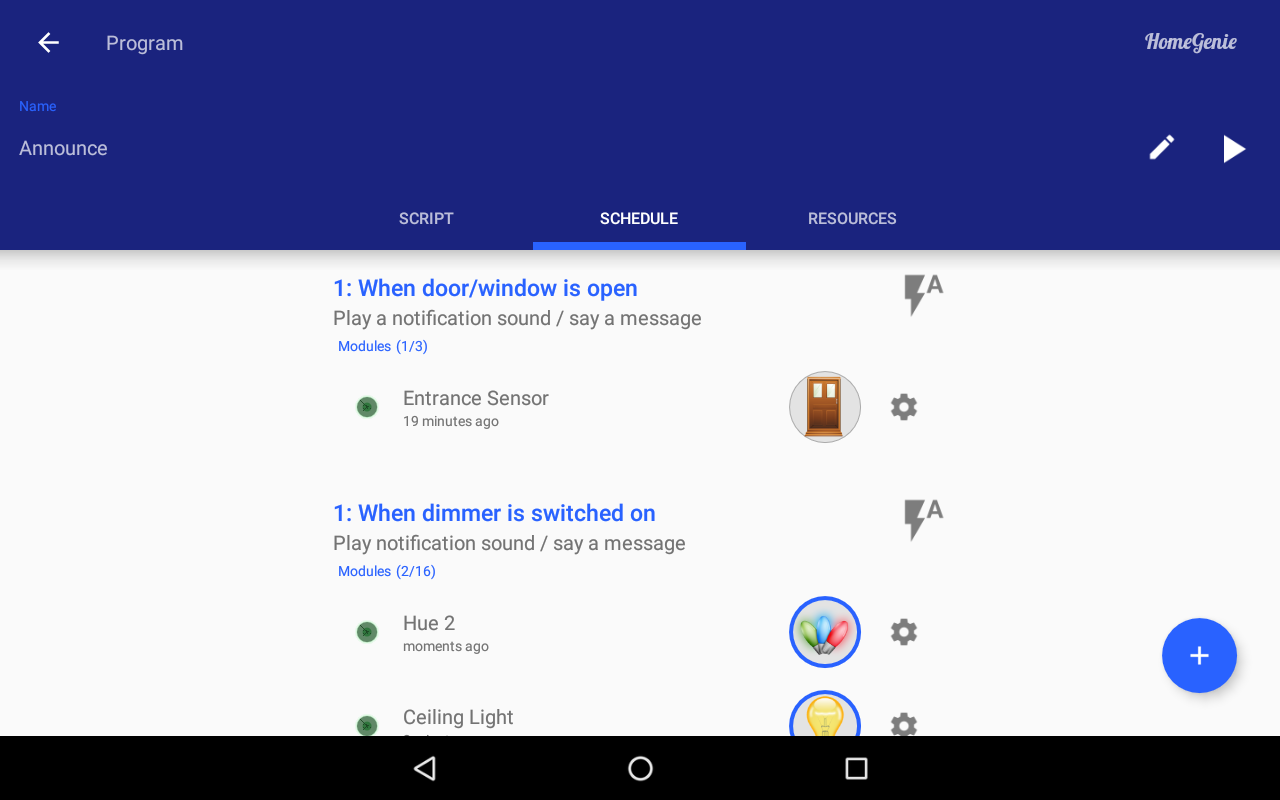 Program
HomeGenie
Name
Announce
SCRIPT
SCHEDULE
RESOURCES
1: When door/window is open
A
Play a notification sound / say a message
Modules (1/3)
Entrance Sensor
19 minutes ago
1: When dimmer is switched on
A
Play notification sound / say a message
Modules (2/16)
Hue 2
moments ago
Ceiling Light